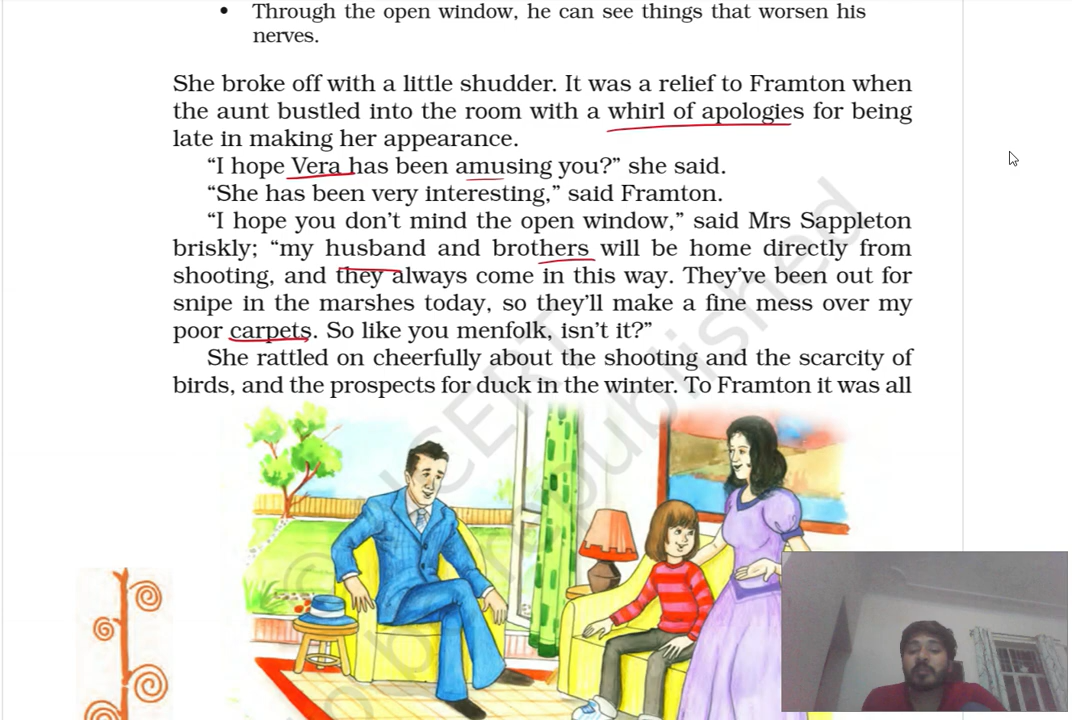 • Through the open window, he can see things that worsen his
nerves.
She broke off with a little shudder. It was a relief to Framton when
the aunt bustled into the room with a whirl of apologies for being
late in making her appearance.
“I hope Vera has been amusing you?” she said.
“She has been very interesting,” said Framton.
“I hope you don’t mind the open window,” said Mrs Sappleton
briskly; “my husband and brothers will be home directly from
shooting, and they always come in this way. They’ve been out for
snipe in the marshes today, so they’ll make a fine mess over my
poor carpets. So like you menfolk, isn’t it?”
She rattled on cheerfully about the shooting and the scarcity of
birds, and the prospects for duck in the winter. To Framton it was all
© NCERT
not to be republished